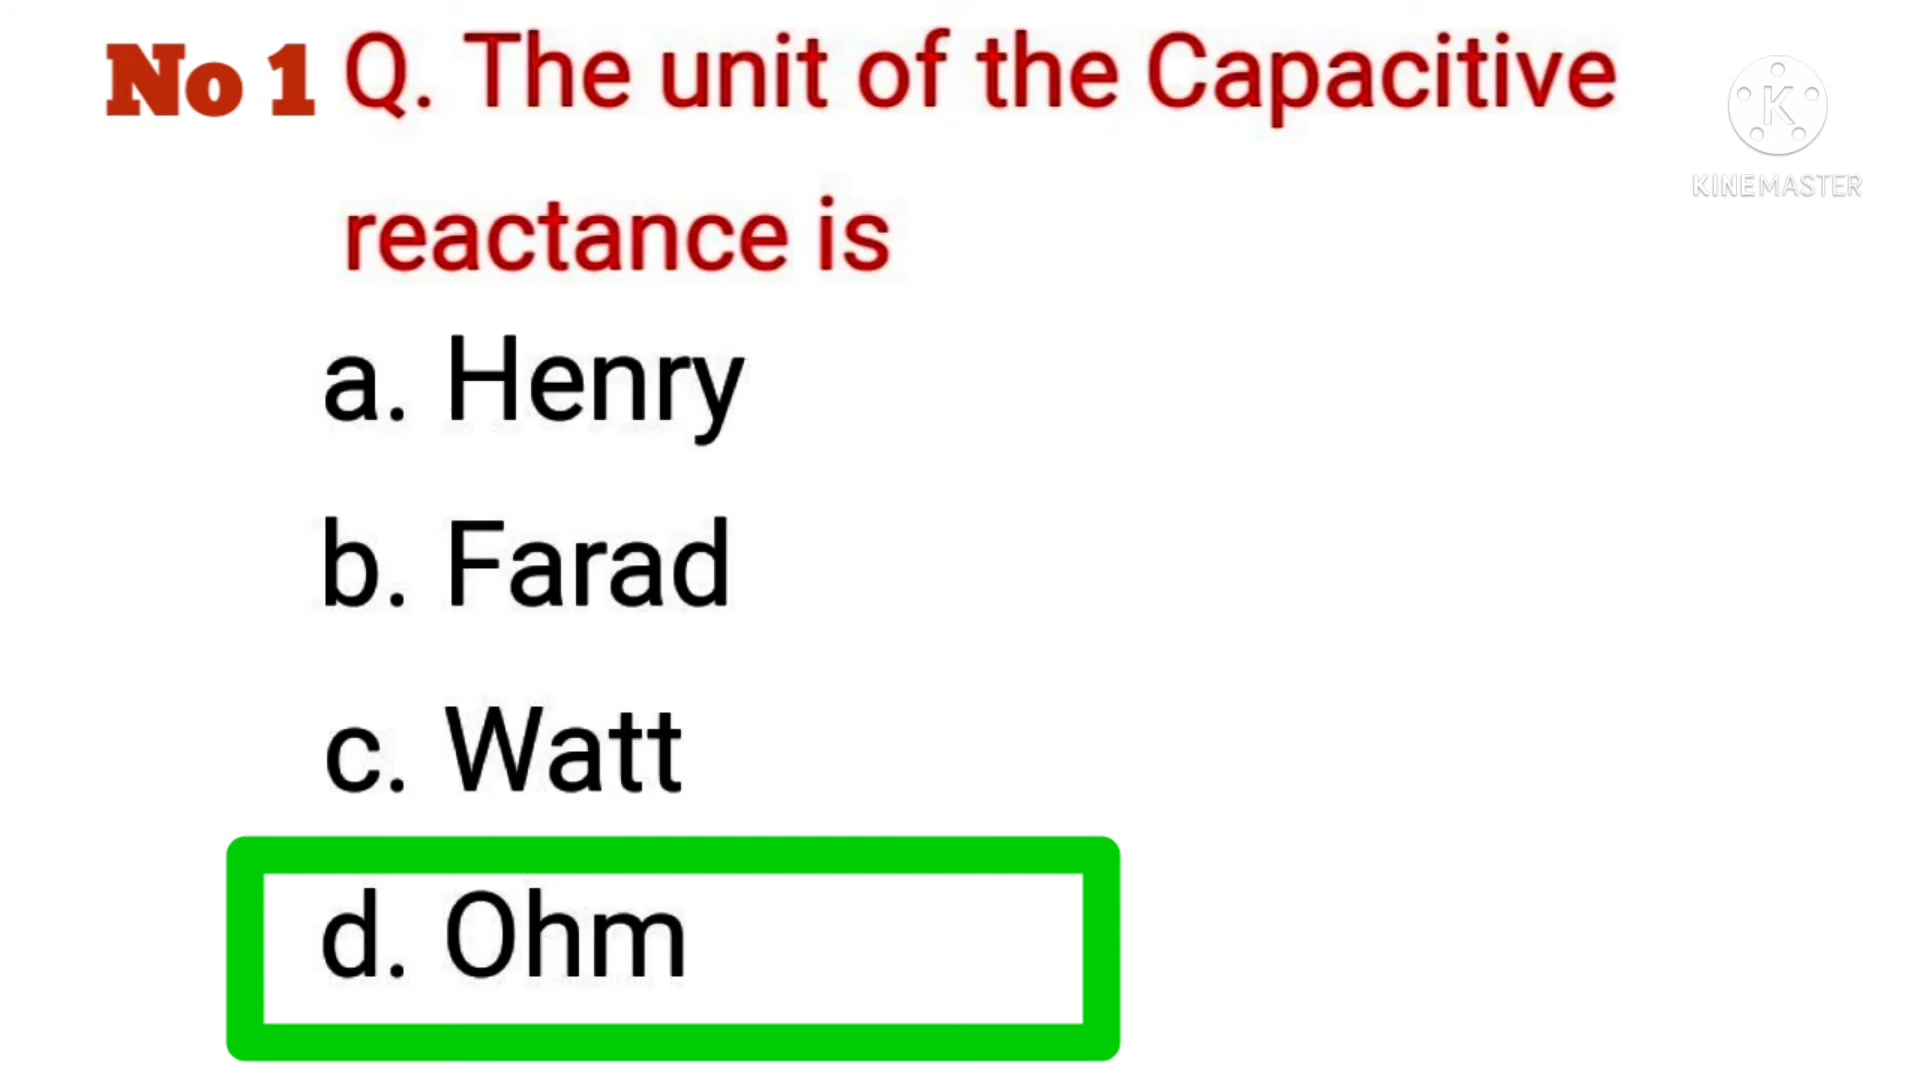 No 1 Q. The unit of the Capacitive
KINEMASTER
reactance is
a. Henry
b. Farad
c. Watt
d. Ohm